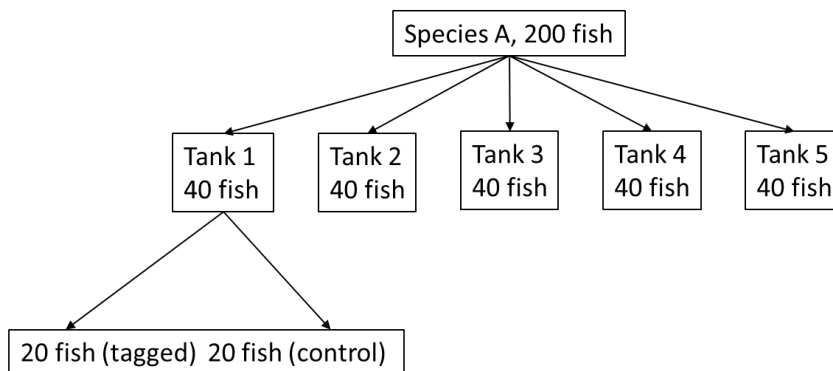 Species A, 200 fish
Tank 1
40 fish
Tank 2
40 fish
Tank 3
40 fish
Tank 4
40 fish
Tank 5
40 fish
20 fish (tagged) 20 fish (control)